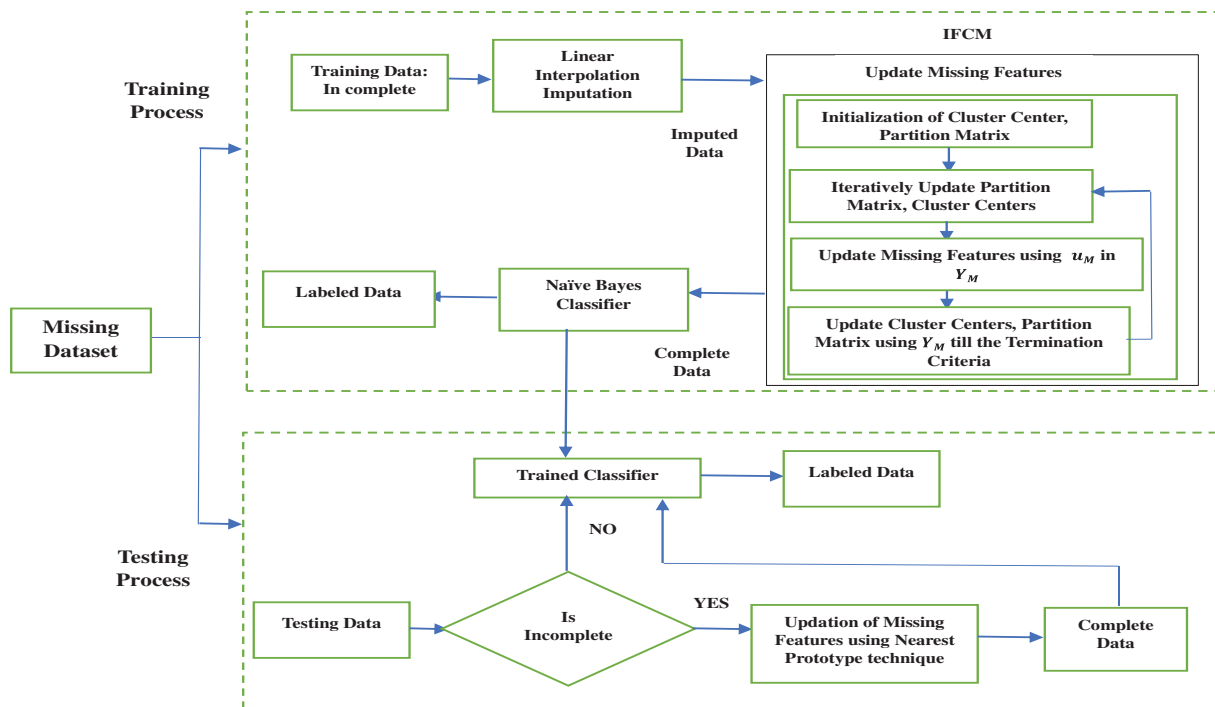 IFCM
Training
Process
Training Data:
In complete
Linear
Interpolation
Imputation
Imputed
Data
Update Missing Features
Initialization of Cluster Center,
Partition Matrix
Iteratively Update Partition
Matrix, Cluster Centers
Update Missing Features using u_M in
Y_M
Update Cluster Centers, Partition
Matrix using Y_M till the Termination
Criteria
Labeled Data
Naïve Bayes
Classifier
Complete
Data
Missing
Dataset
Testing
Process
Trained Classifier
Labeled Data
NO
Testing Data
Is
Incomplete
YES
Updation of Missing
Features using Nearest
Prototype technique
Complete
Data